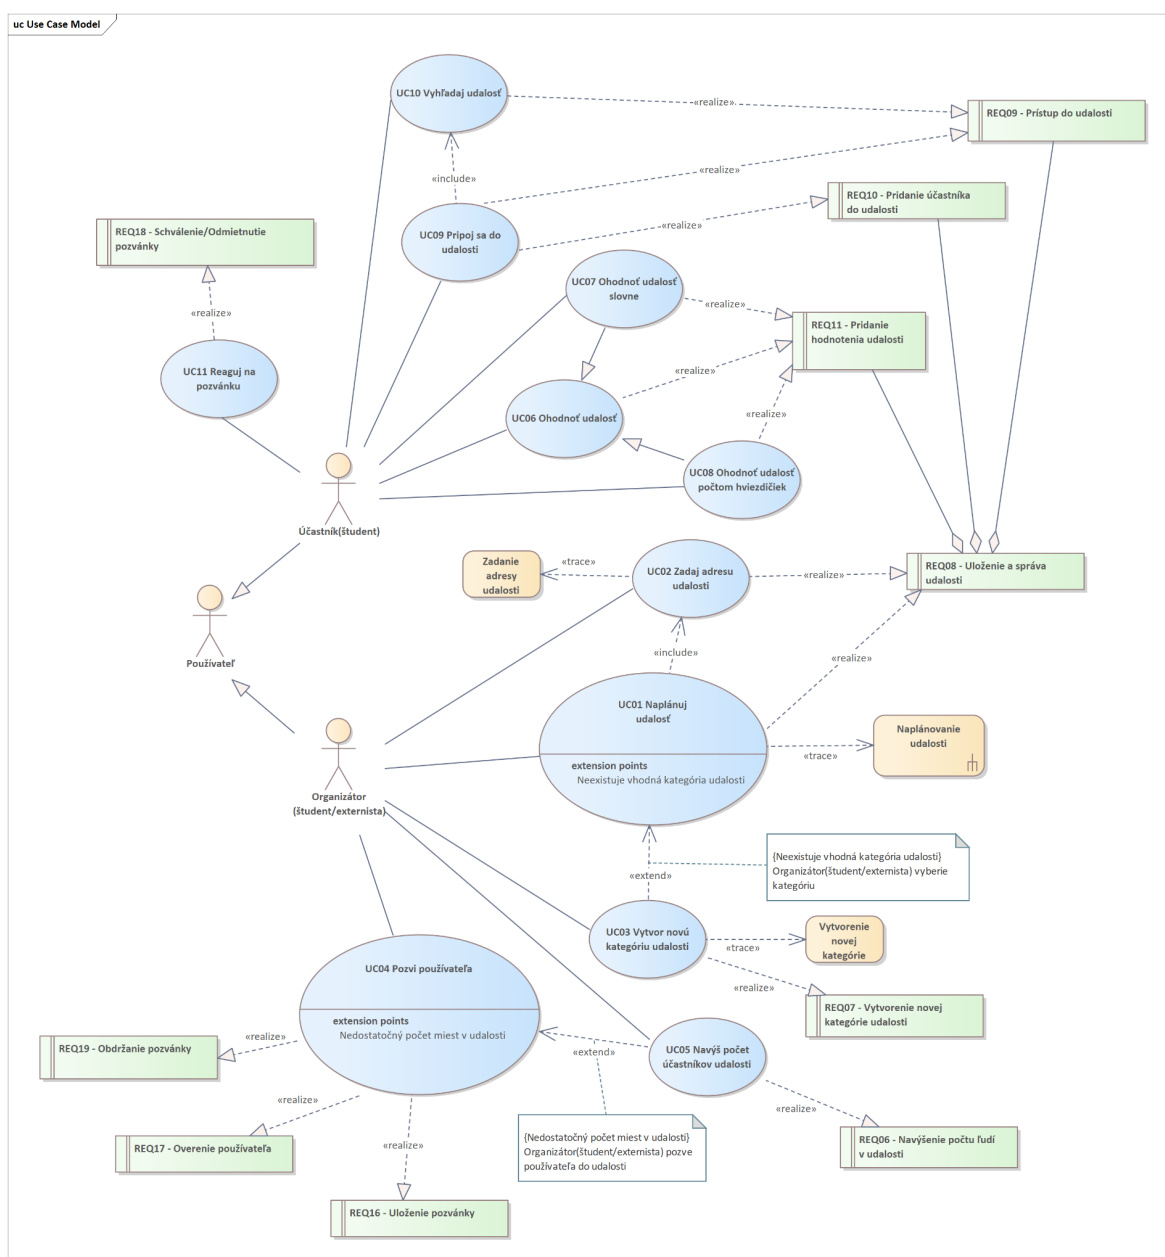 uc Use Case Model
UC10 Vyhľadaj udalosť
«realize»
REQ09 - Prístup do udalosti
«include»
«realize»
REQ10 - Pridanie účastníka
do udalosti
REQ18 - Schválenie/Odmietnutie
pozvánky
UC09 Pripoj sa do
udalosti
«realize»
UC07 Ohodnoť udalosť
slovne
«realize»
«realize»
REQ11 - Pridanie
hodnotenia udalosti
UC11 Reaguj na
pozvánku
«realize»
UC06 Ohodnoť udalosť
«realize»
UC08 Ohodnoť udalosť
počtom hviezdičiek
Účastník(študent)
Zadanie
adresy
udalosti
«trace»
UC02 Zadaj adresu
udalosti
«realize»
REQ08 - Uloženie a správa
udalosti
Používateľ
«include»
«realize»
UC01 Naplánuj
udalosť
extension points
Neexistuje vhodná kategória udalosti
Naplánovanie
udalosti
«trace»
Organizátor
(študent/externista)
{Neexistuje vhodná kategória udalosti}
Organizátor(študent/externista) vyberie
kategóriu
«extend»
UC03 Vytvor novú
kategóriu udalosti
«trace»
Vytvorenie
novej
kategórie
UC04 Pozvi používateľa
extension points
Nedostatočný počet miest v udalosti
«realize»
REQ07 - Vytvorenie novej
kategórie udalosti
REQ19 - Obdržanie pozvánky
«realize»
«extend»
UC05 Navýš počet
účastníkov udalosti
«realize»
«realize»
REQ17 - Overenie používateľa
«realize»
{Nedostatočný počet miest v udalosti}
Organizátor(študent/externista) pozve
používateľa do udalosti
REQ06 - Navýšenie počtu ľudí
v udalosti
REQ16 - Uloženie pozvánky